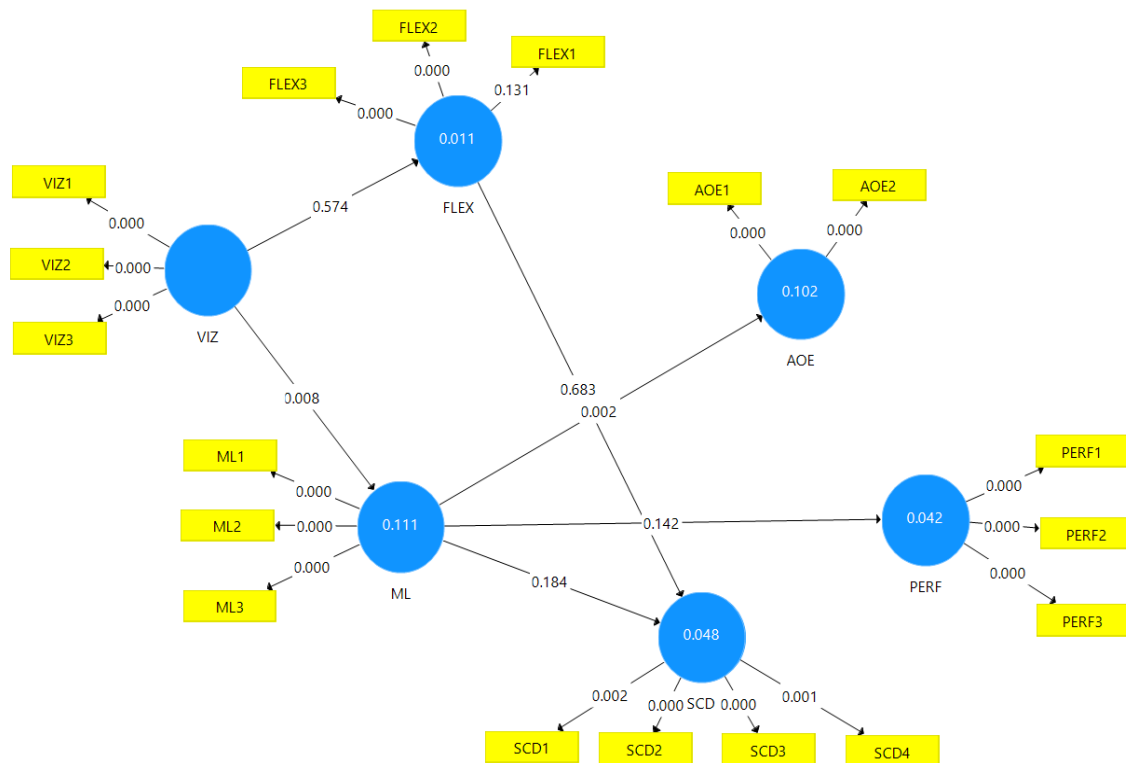 FLEX2
FLEX1
FLEX3
0.000
0.131
0.000
0.011
FLEX
VIZ1
0.000
VIZ2
0.000
0.000
VIZ3
VIZ
0.574
0.008
AOE1
AOE2
0.000
0.000
0.102
AOE
0.683
0.002
ML1
0.000
ML2
0.000
0.111
0.000
ML3
ML
0.142
0.184
PERF1
0.000
0.042
0.000
PERF2
0.000
PERF
PERF3
0.048
0.002
0.000
SCD
0.000
0.001
SCD1
SCD2
SCD3
SCD4